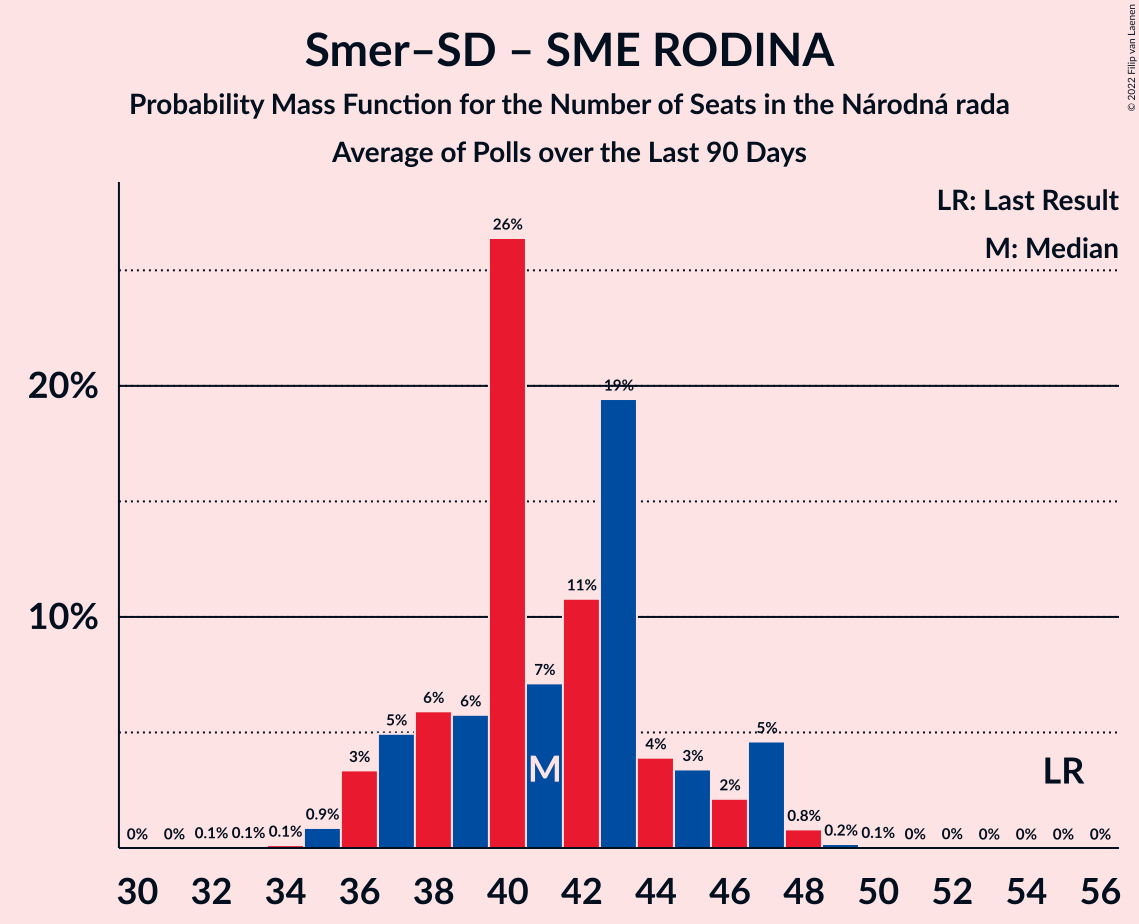 Smer–SD – SME RODINA
Probability Mass Function for the Number of Seats in the Národná rada
Average of Polls over the Last 90 Days
© 2022 Filip van Laenen
LR: Last Result
M: Median
20%
10%
0% 0% 0.1% 0.1% 0.1% 0.9% 3% 5% 6% 6% 26% 7% 11% 19% 4% 3% 2% 5% 0.8% 0.2% 0.1% 0% 0% 0% 0% 0% 0%
M
LR
30 32 34 36 38 40 42 44 46 48 50 52 54 56